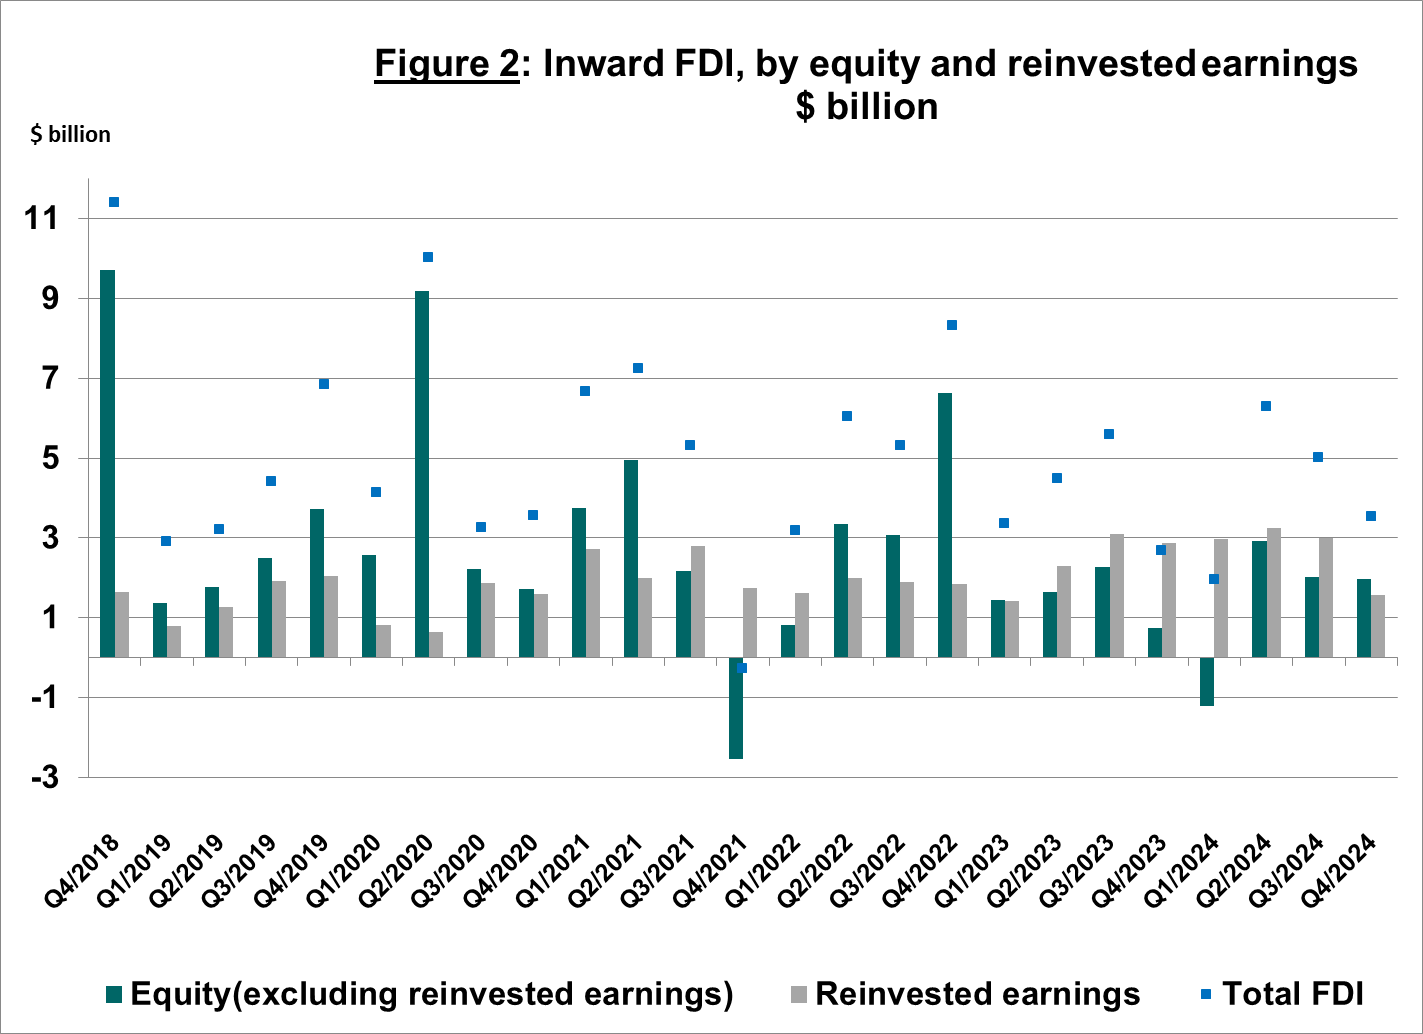 Figure 2: Inward FDI, by equity and reinvested earnings
$ billion
$ billion
11
9
7
5
3
1
-1
-3
Q4/2018
Q1/2019
Q2/2019
Q3/2019
Q4/2019
Q1/2020
Q2/2020
Q3/2020
Q4/2020
Q1/2021
Q2/2021
Q3/2021
Q4/2021
Q1/2022
Q2/2022
Q3/2022
Q4/2022
Q1/2023
Q2/2023
Q3/2023
Q4/2023
Q1/2024
Q2/2024
Q3/2024
Q4/2024
Equity(excluding reinvested earnings)
Reinvested earnings
Total FDI